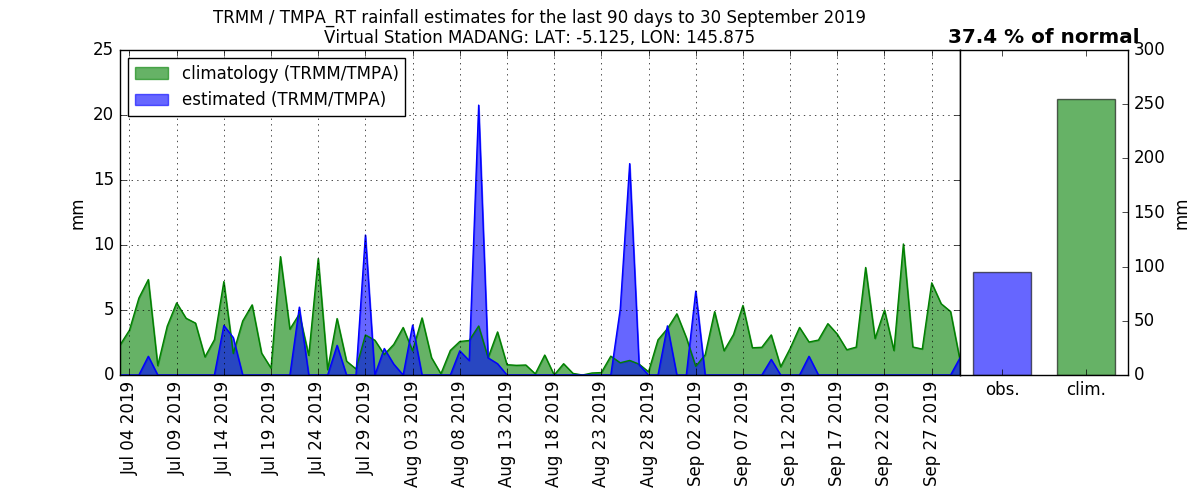 TRMM / TMPA_RT rainfall estimates for the last 90 days to 30 September 2019
Virtual Station MADANG: LAT: -5.125, LON: 145.875
37.4 % of normal
climatology (TRMM/TMPA)
estimated (TRMM/TMPA)
mm
25
20
15
10
5
0
Jul 04 2019
Jul 09 2019
Jul 14 2019
Jul 19 2019
Jul 24 2019
Jul 29 2019
Aug 03 2019
Aug 08 2019
Aug 13 2019
Aug 18 2019
Aug 23 2019
Aug 28 2019
Sep 02 2019
Sep 07 2019
Sep 12 2019
Sep 17 2019
Sep 22 2019
Sep 27 2019
obs.
clim.
300
250
200
150
100
50
0
mm